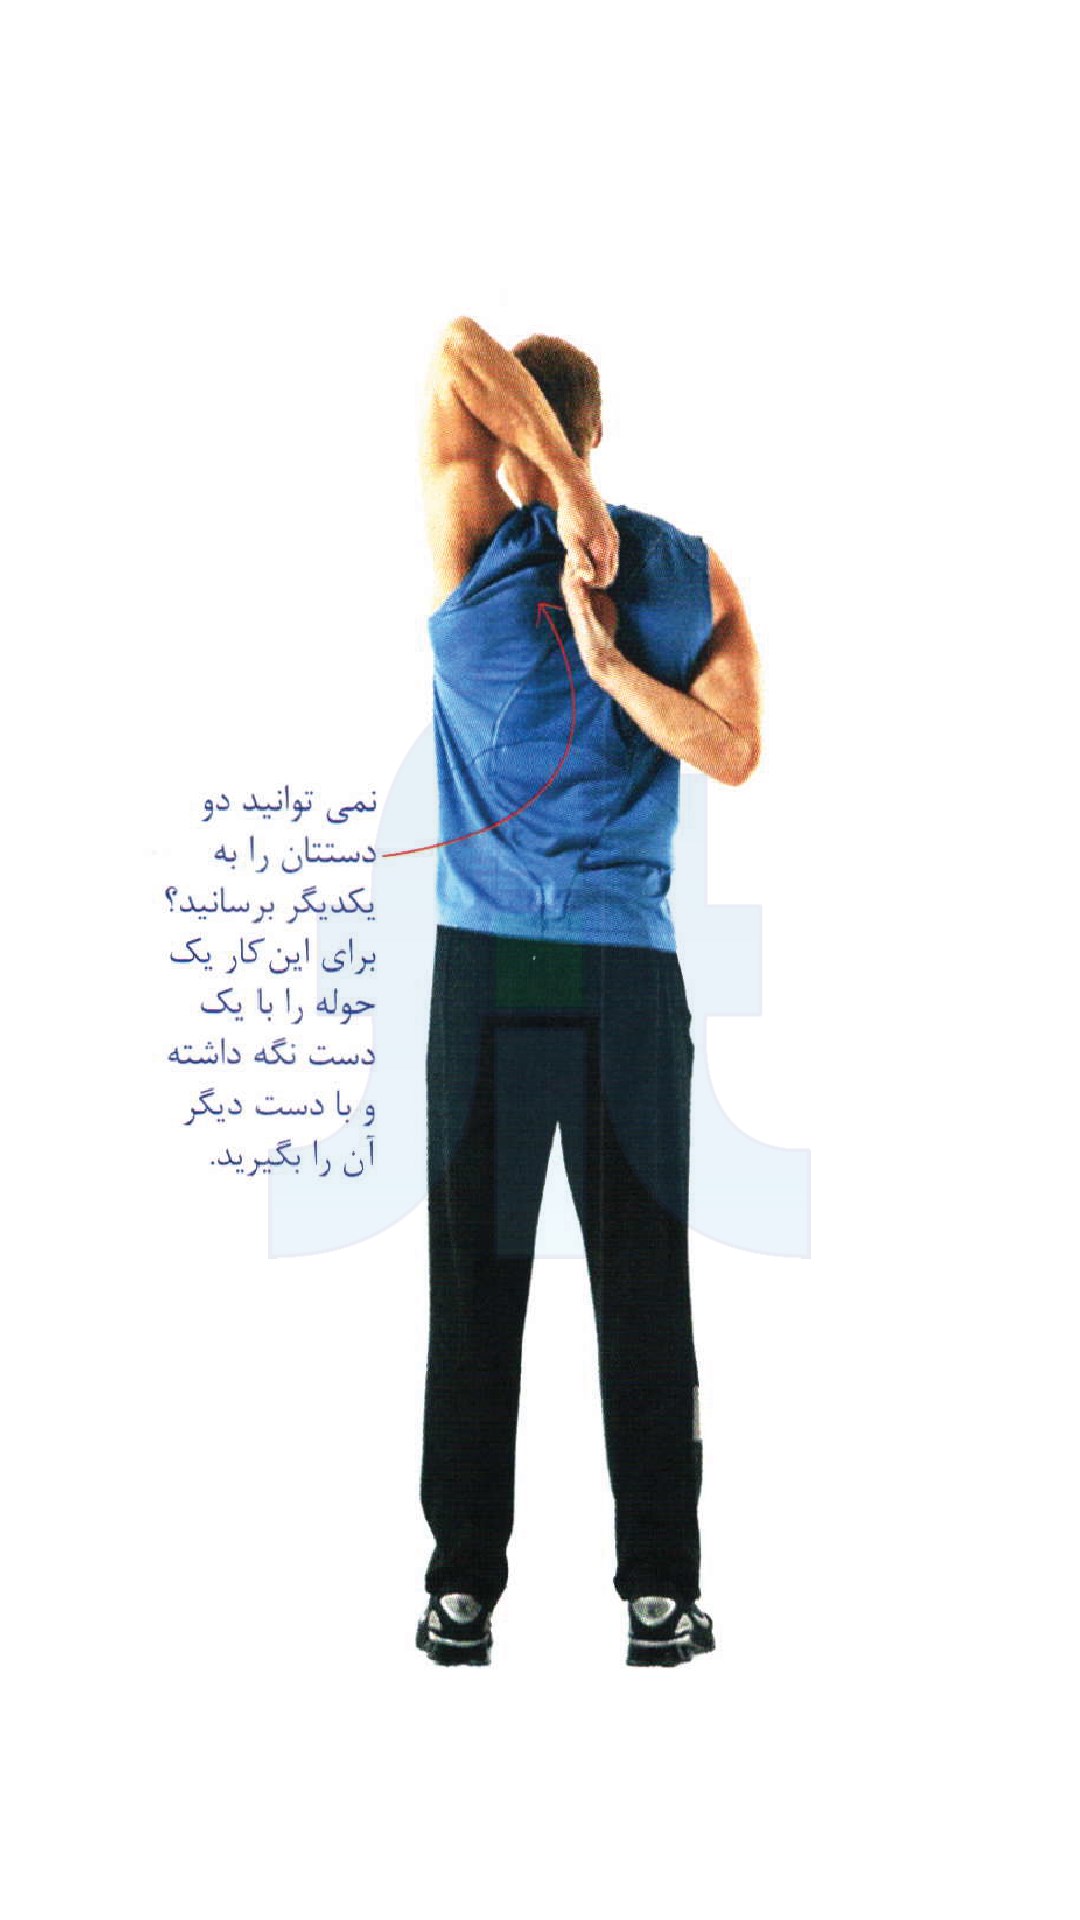 نمی توانید دو
دستتان را به
یکدیگر برسانید؟
برای این کار یک
حوله را با یک
دست نگه داشته
و با دست دیگر
آن را بگیرید.